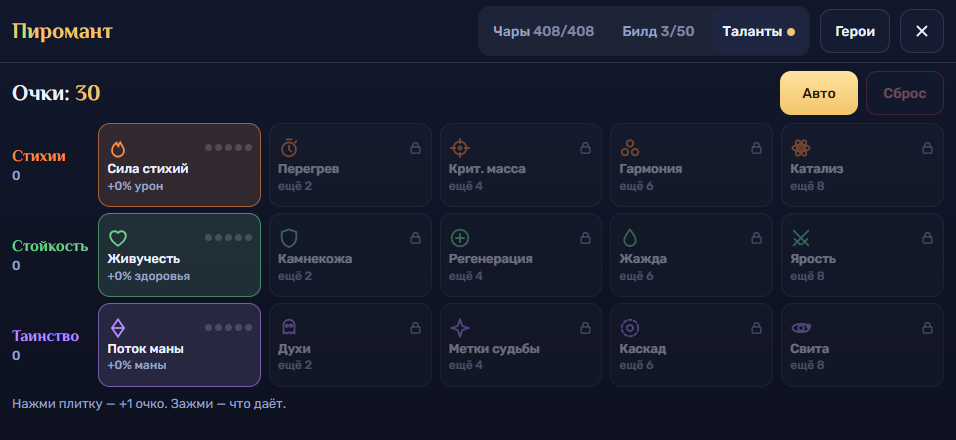 Пиромант
Чары 408/408 Билд 3/50 Таланты Герои
Очки: 30 Авто Сброс
Стихии
0
Сила стихий
+0% урон
Перегрев
ещё 2
Крит. масса
ещё 4
Гармония
ещё 6
Катализ
ещё 8
Стойкость
0
Живучесть
+0% здоровья
Камнекожа
ещё 2
Регенерация
ещё 4
Жажда
ещё 6
Ярость
ещё 8
Таинство
0
Поток маны
+0% маны
Духи
ещё 2
Метки судьбы
ещё 4
Каскад
ещё 6
Свита
ещё 8
Нажми плитку — +1 очко. Зажми — что даёт.